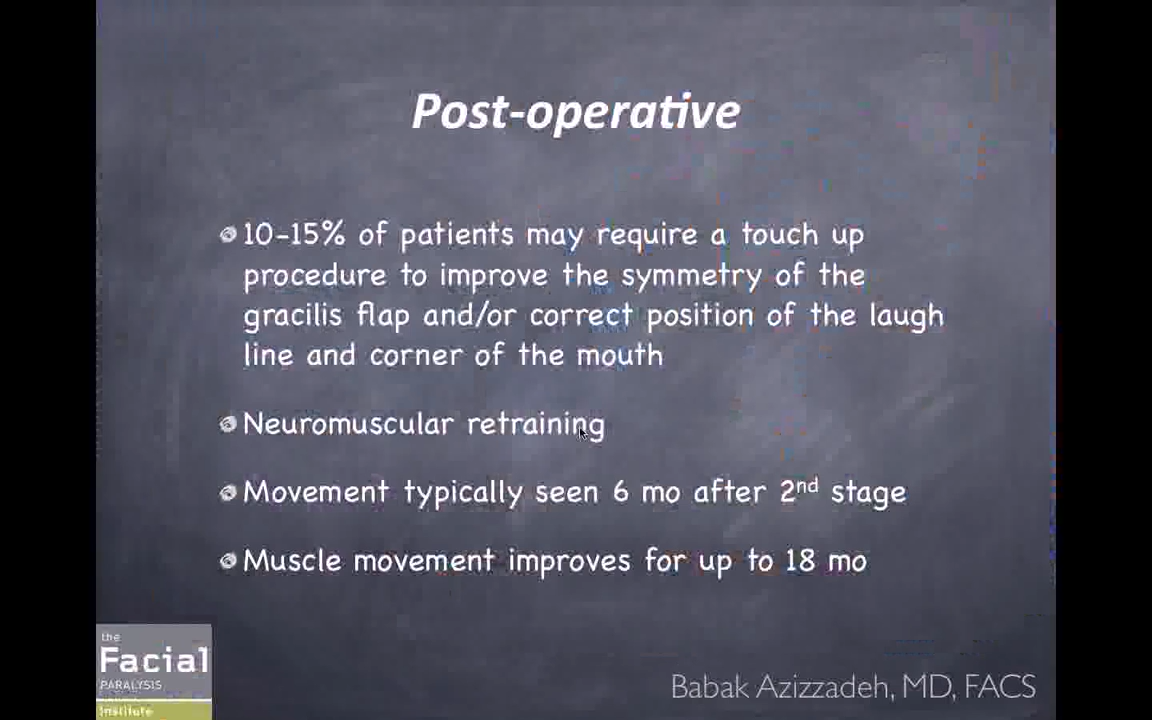 Post-operative
10-15% of patients may require a touch up
procedure to improve the symmetry of the
gracilis flap and/or correct position of the laugh
line and corner of the mouth
Neuromuscular retraining
Movement typically seen 6 mo after 2nd stage
Muscle movement improves for up to 18 mo
the
Facial
PARALYSIS
Institute
Babak Azizzadeh, MD, FACS